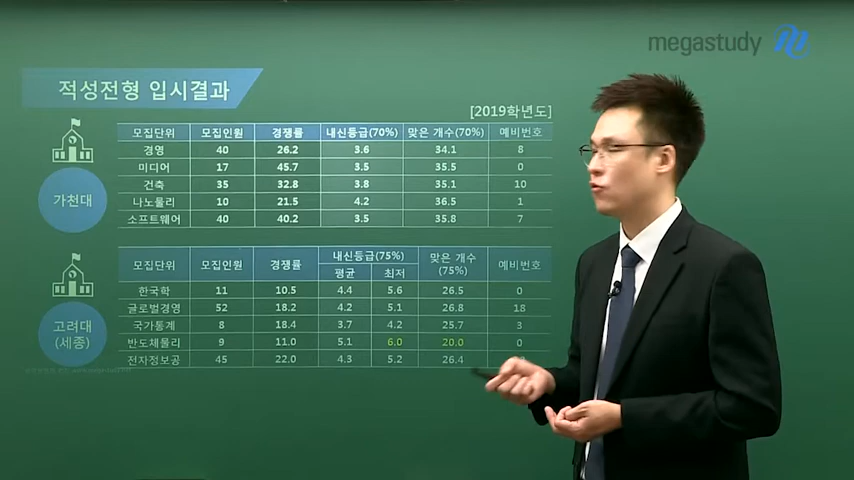 megastudy
적성전형 입시결과
[2019학년도]
가천대
모집단위 모집인원 경쟁률 내신등급(70%) 맞은 개수(70%) 예비번호
경영 40 26.2 3.6 34.1 8
미디어 17 45.7 3.5 35.5 0
건축 35 32.8 3.8 35.1 10
나노물리 10 21.5 4.2 36.5 1
소프트웨어 40 40.2 3.5 35.8 7
고려대
(세종)
모집단위 모집인원 경쟁률 내신등급(75%) 맞은 개수 예비번호
평균 최저 (75%)
한국학 11 10.5 4.4 5.6 26.5 0
글로벌경영 52 18.2 4.2 5.1 26.8 18
국가통계 8 18.4 3.7 4.2 25.7 3
반도체물리 9 11.0 5.1 6.0 20.0 0
전자정보공 45 22.0 4.3 5.2 26.4